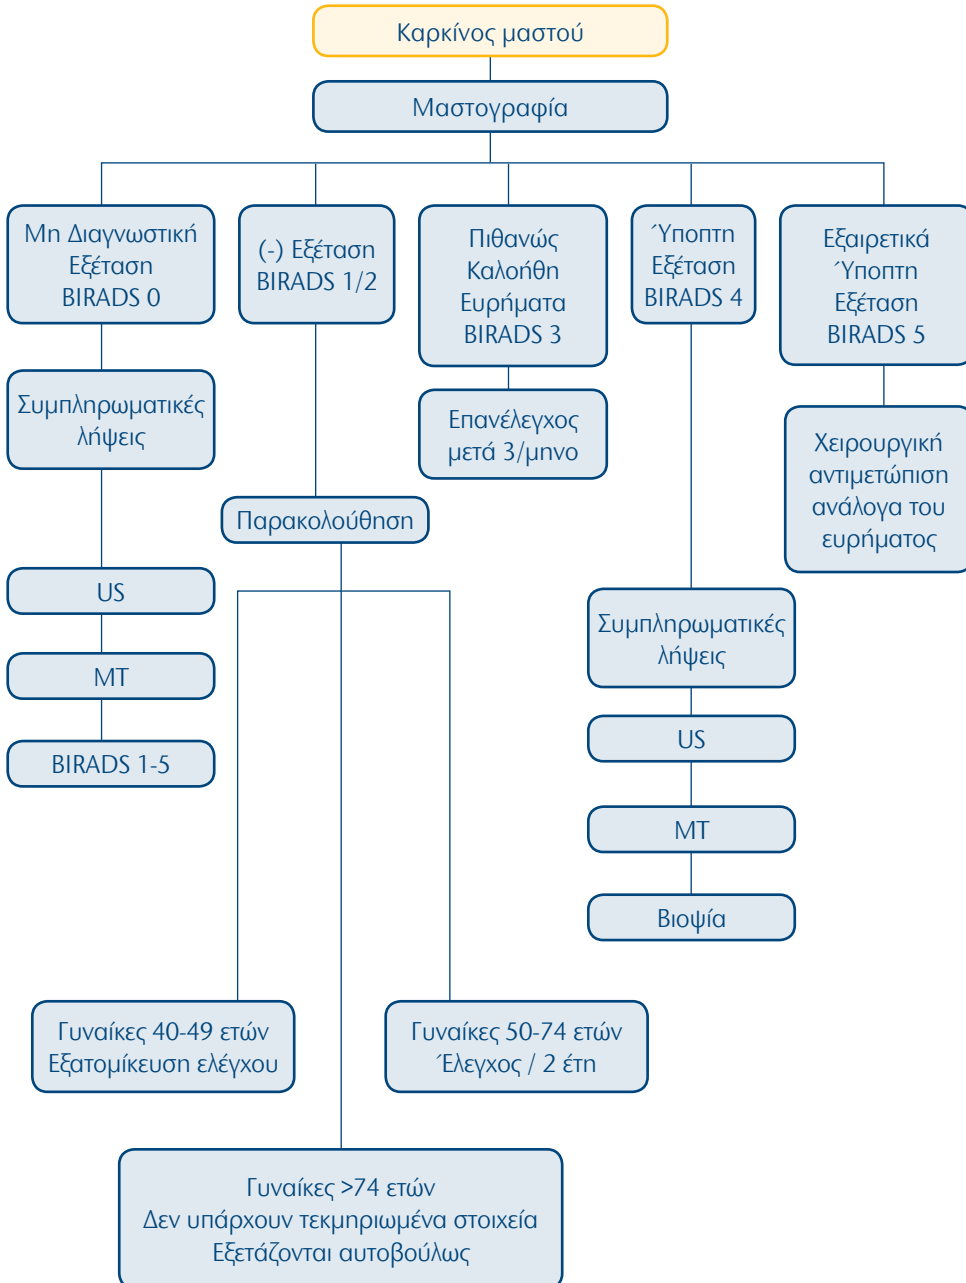 Καρκίνος μαστού
Μαστογραφία
Μη Διαγνωστική
Εξέταση
BIRADS 0
(-) Εξέταση
BIRADS 1/2
Πιθανώς
Καλοήθη
Ευρήματα
BIRADS 3
Ύποπτη
Εξέταση
BIRADS 4
Εξαιρετικά
Ύποπτη
Εξέταση
BIRADS 5
Συμπληρωματικές
λήψεις
Επανέλεγχος
μετά 3/μηνο
Χειρουργική
αντιμετώπιση
ανάλογα του
ευρήματος
Παρακολούθηση
US
ΜΤ
BIRADS 1-5
Συμπληρωματικές
λήψεις
US
ΜΤ
Βιοψία
Γυναίκες 40-49 ετών
Εξατομίκευση ελέγχου
Γυναίκες 50-74 ετών
Έλεγχος / 2 έτη
Γυναίκες >74 ετών
Δεν υπάρχουν τεκμηριωμένα στοιχεία
Εξετάζονται αυτοβούλως